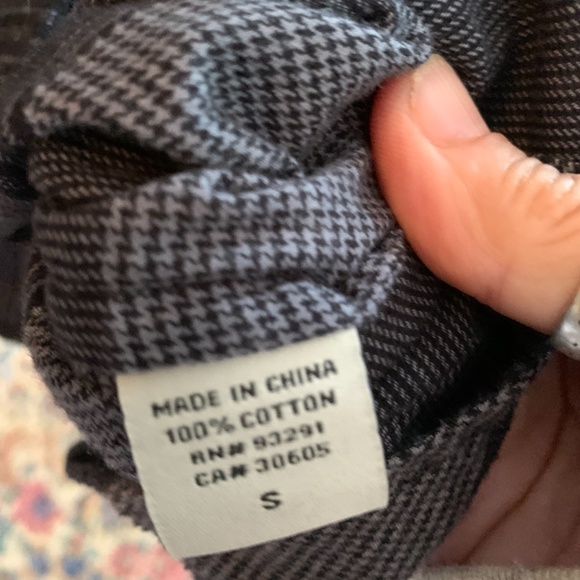 MADE IN CHINA
100% COTTON
RN# 93291
CA# 30605
S